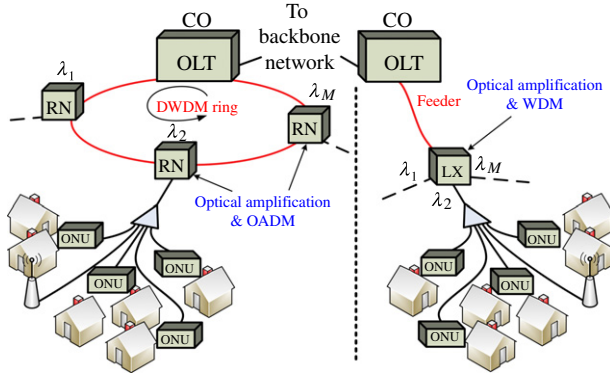 CO
To
backbone
network
CO
OLT
OLT
λ1
RN
DWDM ring
λM
RN
λ2
RN
Optical amplification
& OADM
Feeder
Optical amplification
& WDM
λ1
LX
λM
λ2
ONU
ONU
ONU
ONU
ONU
ONU
ONU
ONU